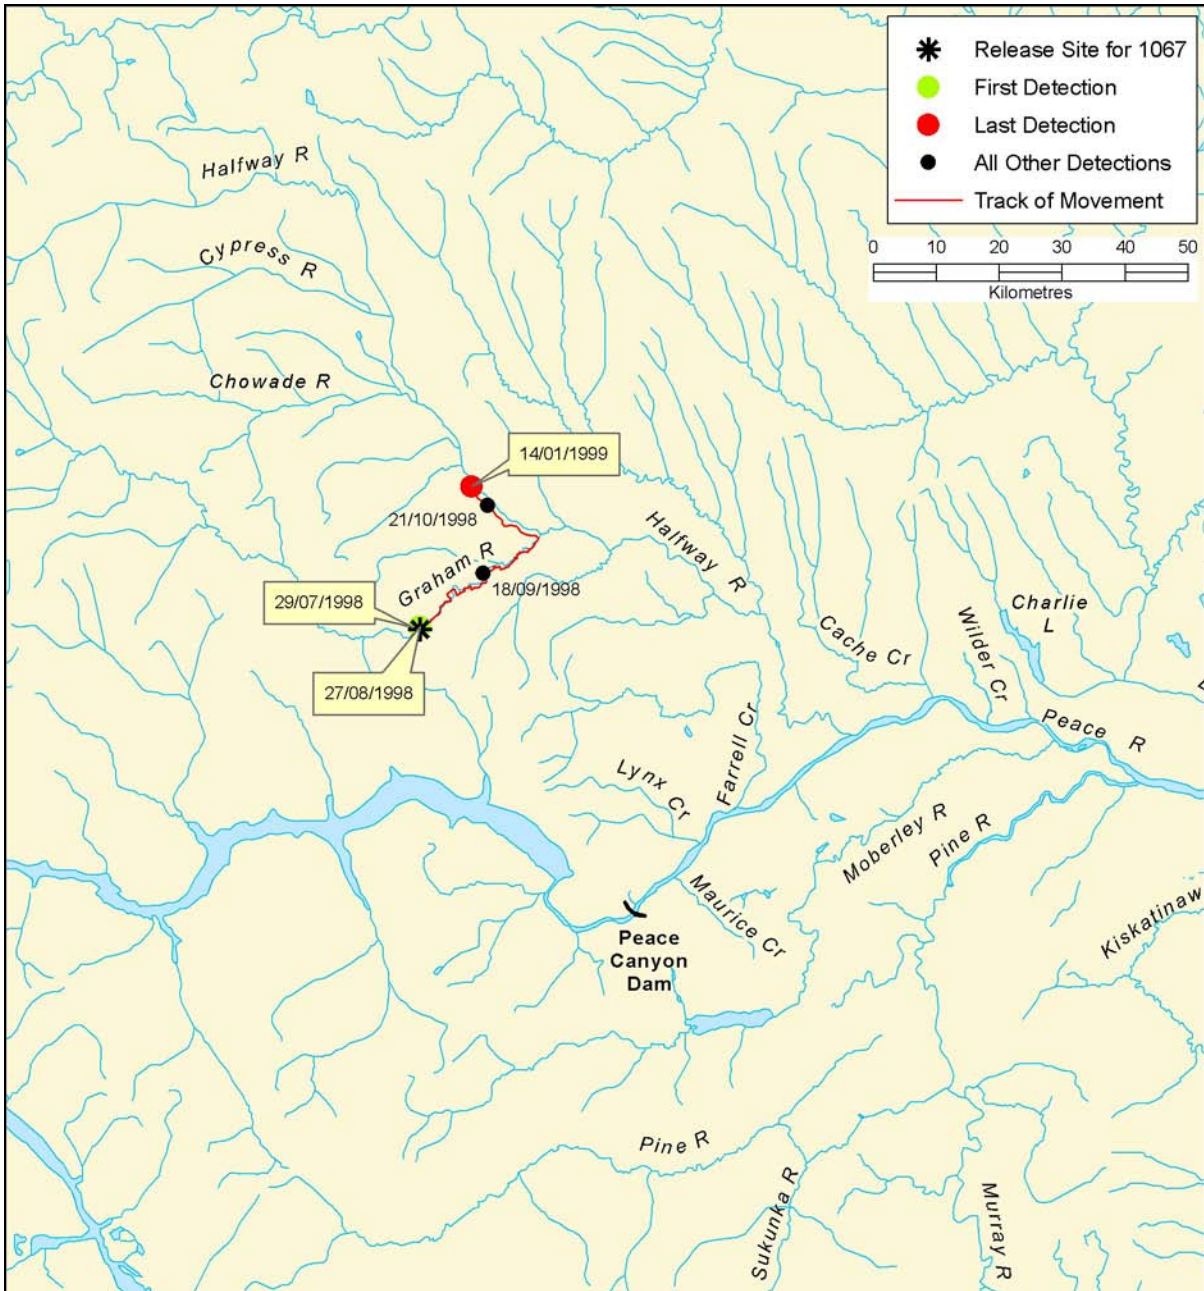 Release Site for 1067
First Detection
Last Detection
All Other Detections
Track of Movement
0 10 20 30 40 50
Kilometres
Halfway R
Cypress R
Chowade R
14/01/1999
21/10/1998
Halfway R
Graham R
18/09/1998
29/07/1998
27/08/1998
Charlie
L
Cache Cr
Wilder Cr
Peace R
Farrell Cr
Lynx Cr
Moberley R
Pine R
Maurice Cr
Kiskatinaw
Peace
Canyon
Dam
Pine R
Sukunka R
Murray R